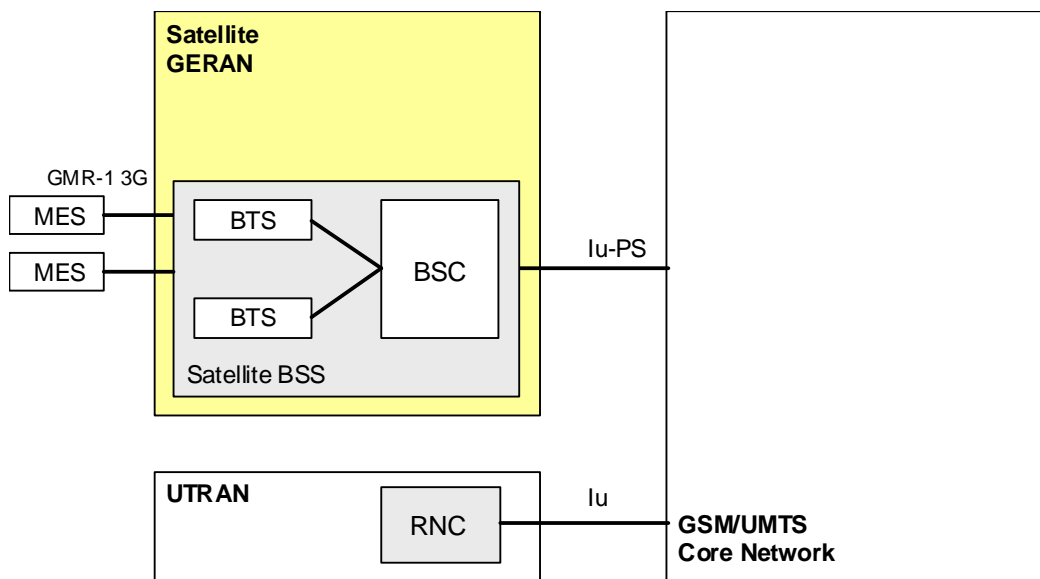 Satellite
GERAN
GMR-1 3G
MES
MES
BTS
BTS
BSC
Satellite BSS
Iu-PS
UTRAN
RNC
Iu
GSM/UMTS
Core Network